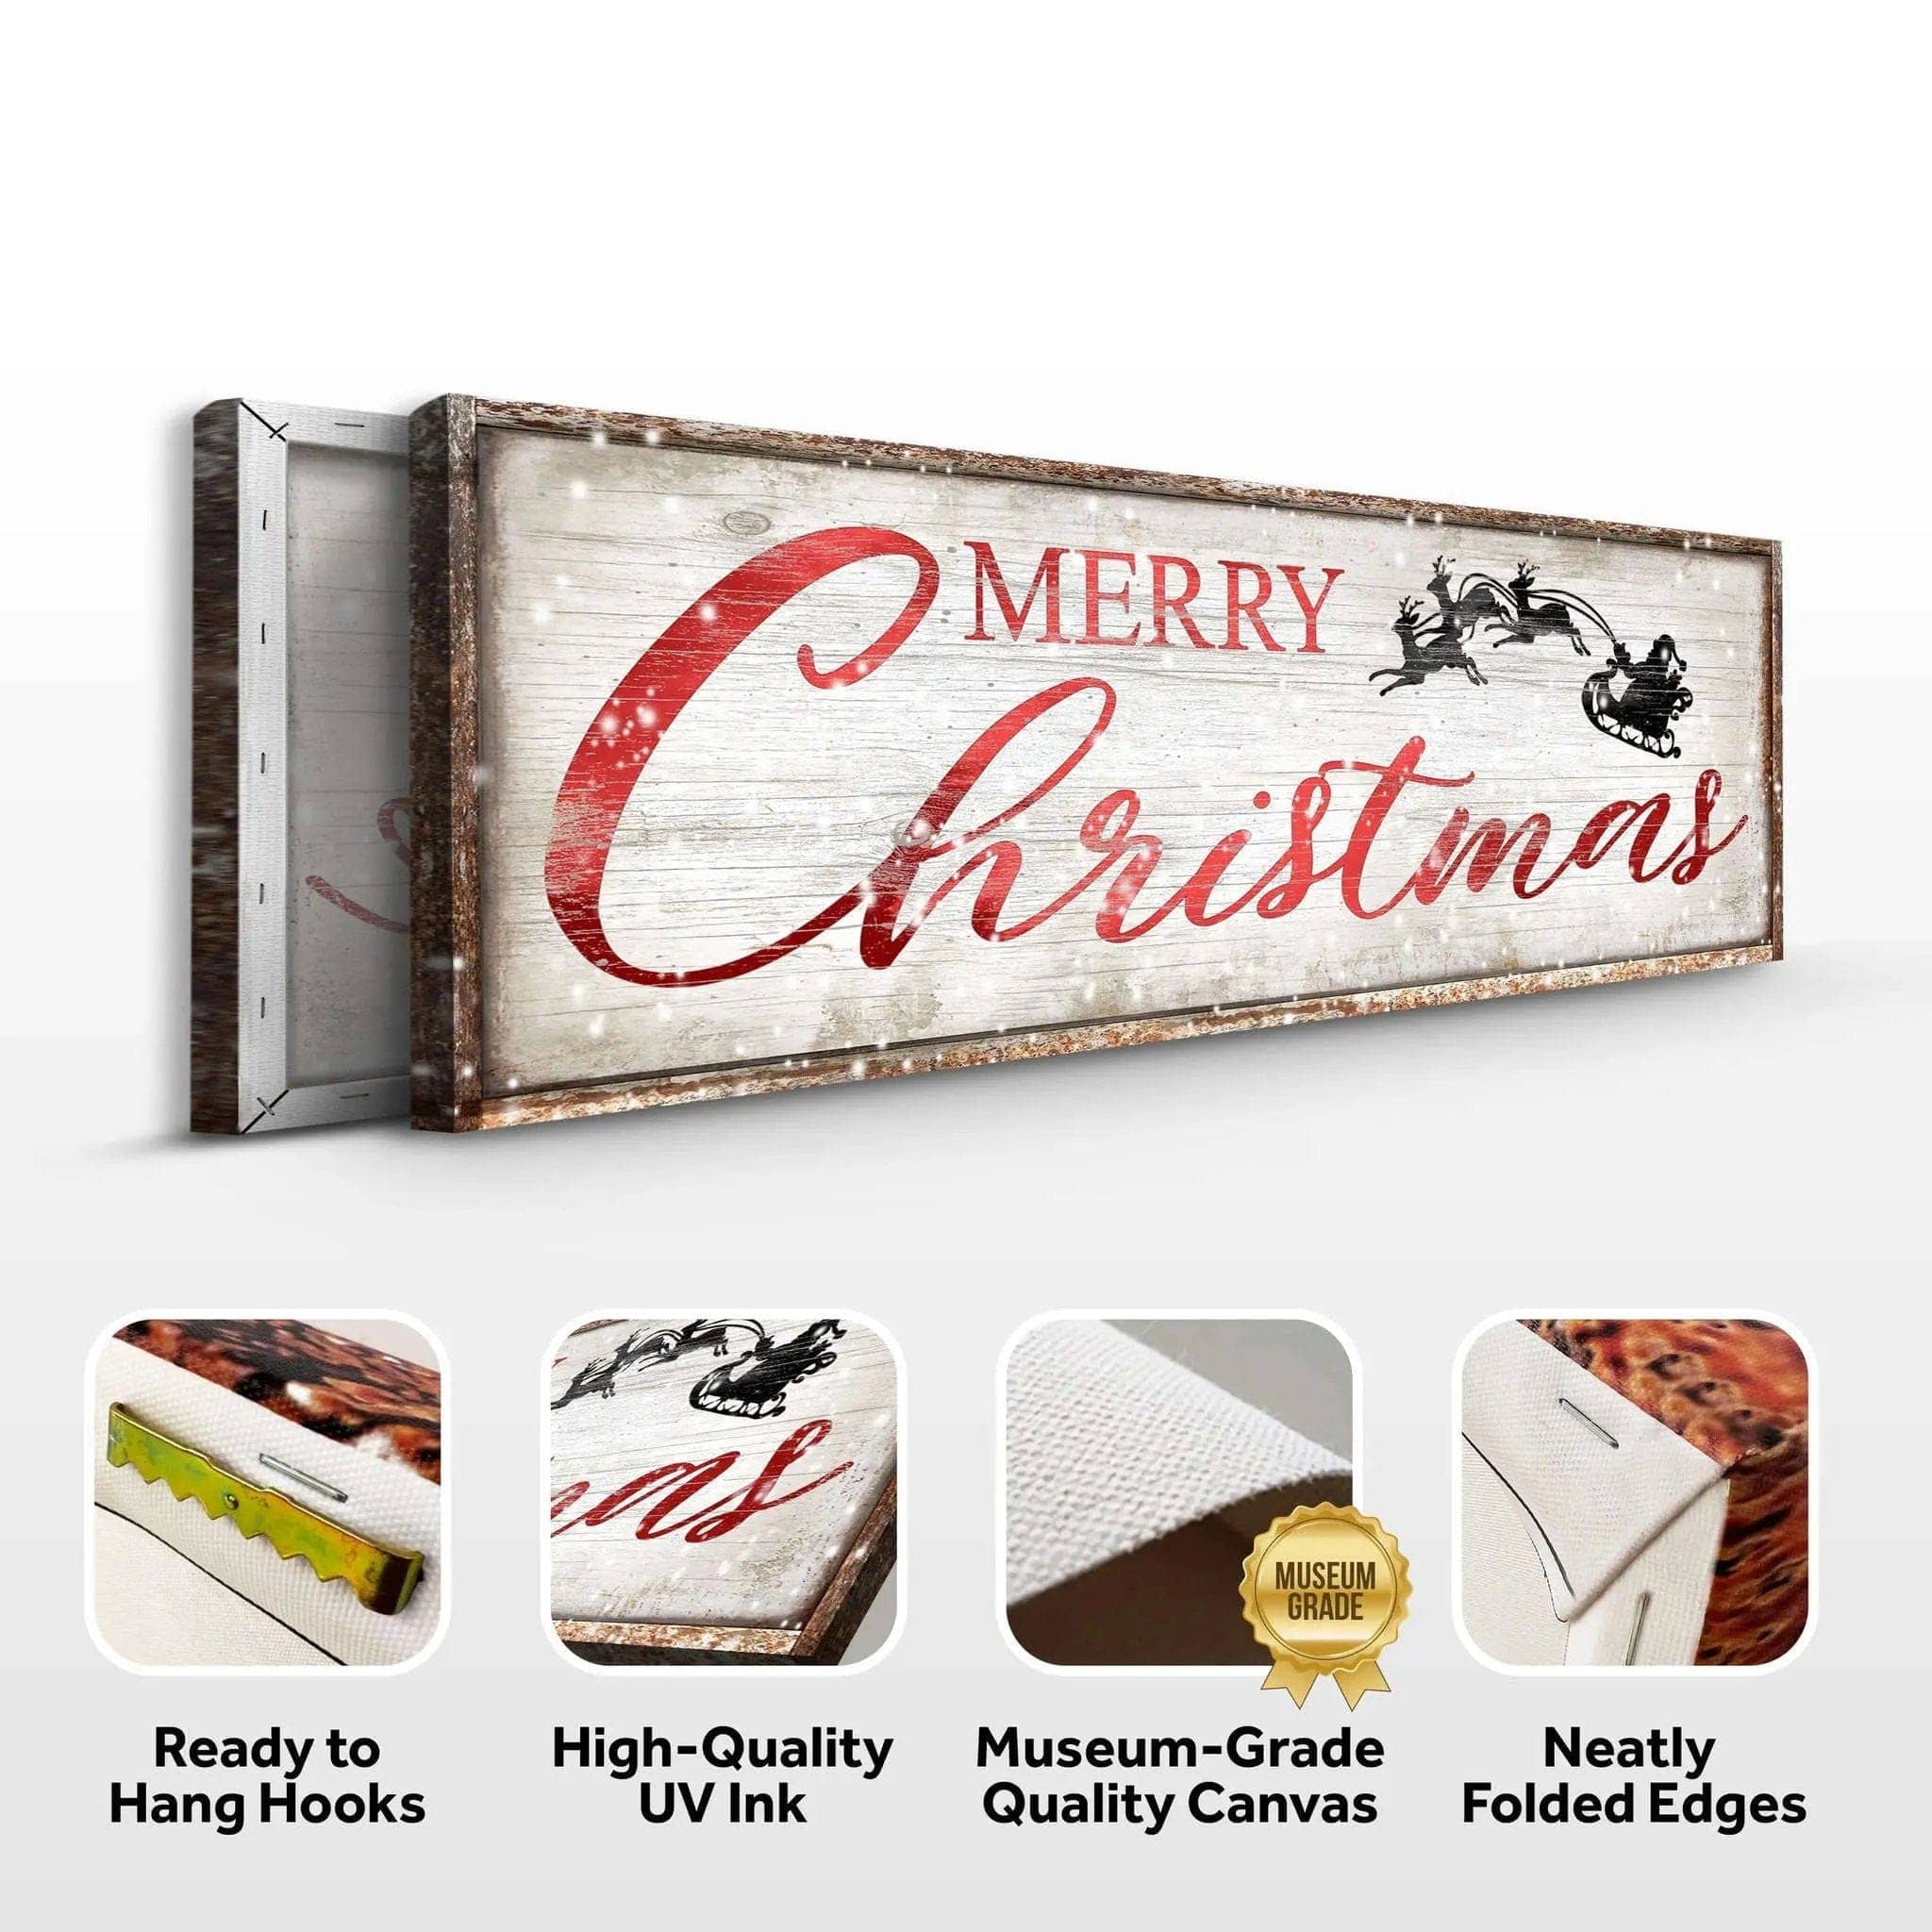 MERRY
Christmas
mas
MUSEUM
GRADE
Ready to
Hang Hooks
High-Quality
UV Ink
Museum-Grade
Quality Canvas
Neatly
Folded Edges